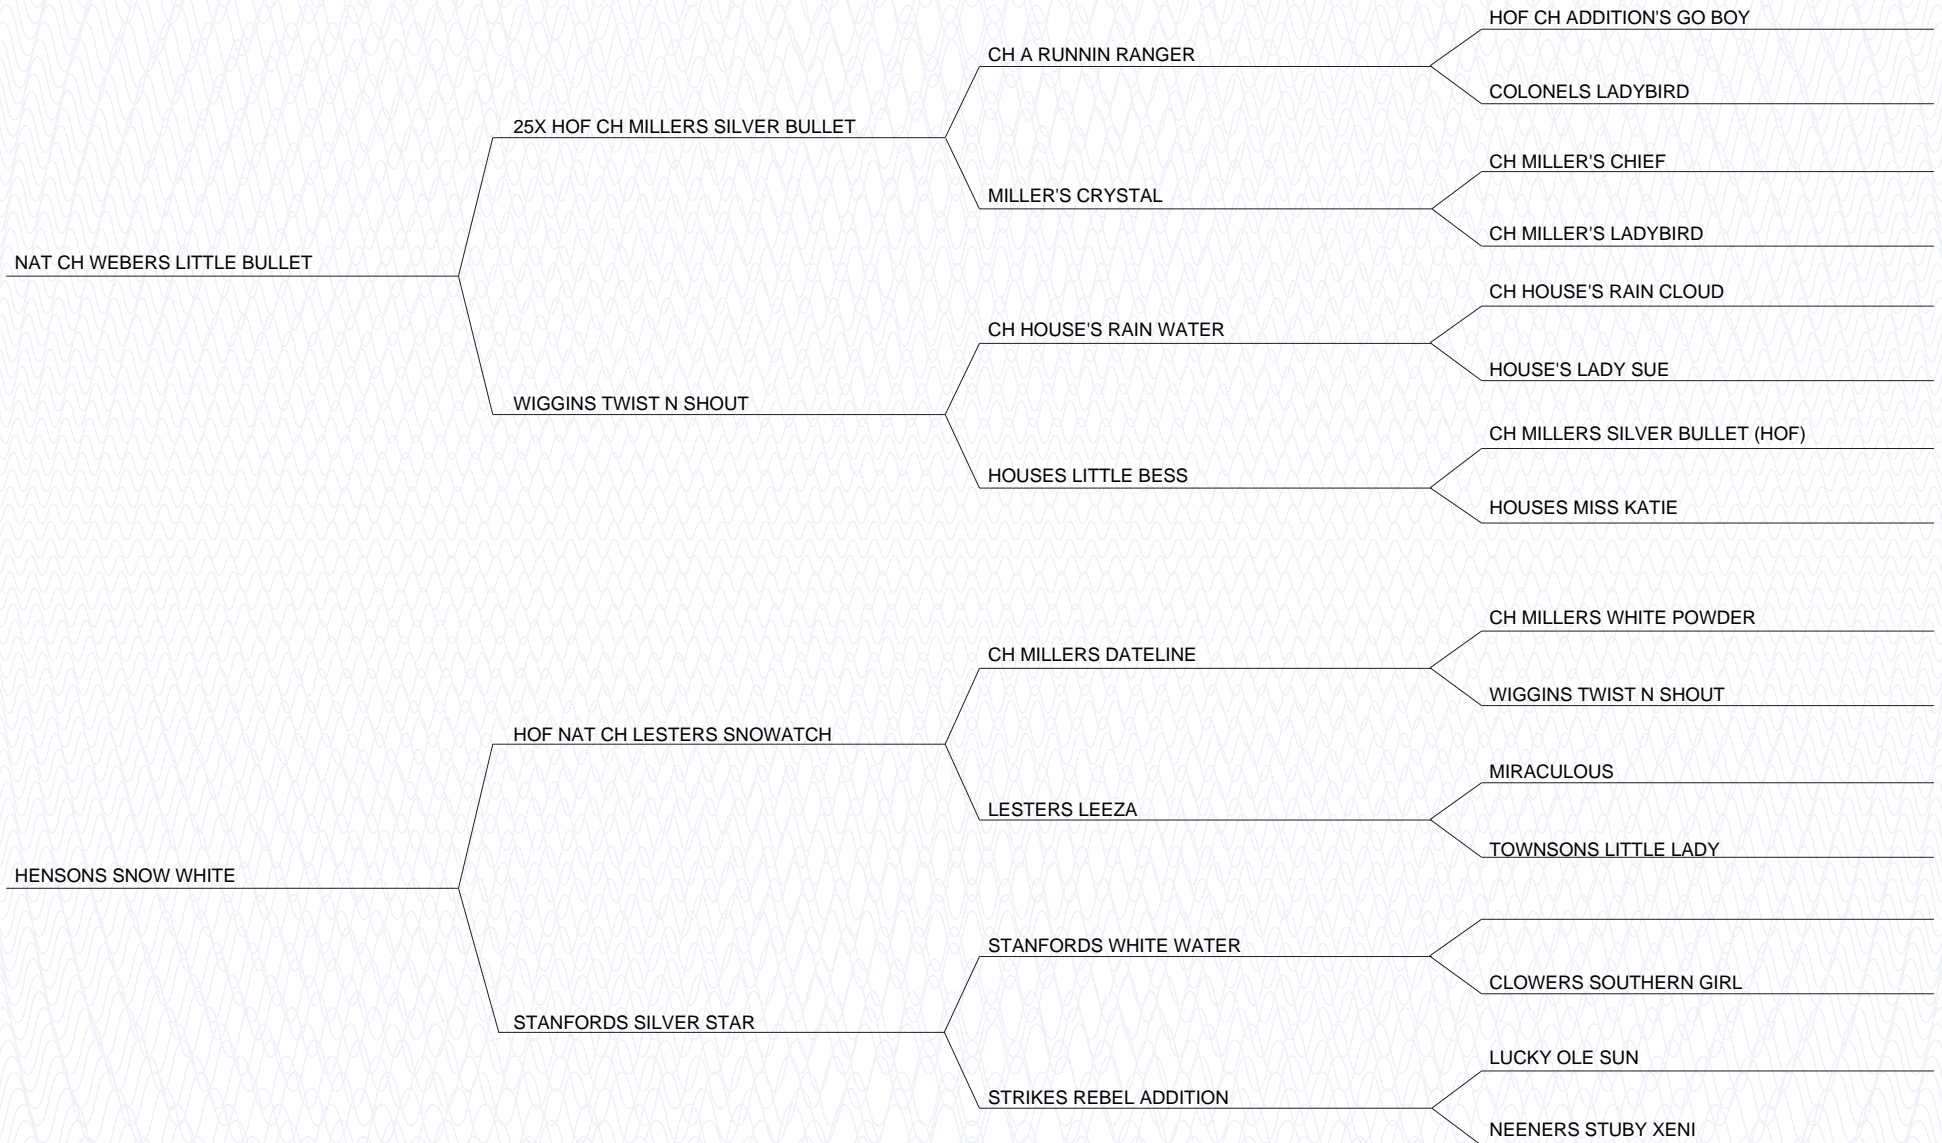 HOF CH ADDITION'S GO BOY
CH A RUNNIN RANGER
COLONELS LADYBIRD
25X HOF CH MILLERS SILVER BULLET
CH MILLER'S CHIEF
MILLER'S CRYSTAL
CH MILLER'S LADYBIRD
NAT CH WEBERS LITTLE BULLET
CH HOUSE'S RAIN CLOUD
CH HOUSE'S RAIN WATER
HOUSE'S LADY SUE
WIGGINS TWIST N SHOUT
CH MILLERS SILVER BULLET (HOF)
HOUSES LITTLE BESS
HOUSES MISS KATIE
CH MILLERS WHITE POWDER
CH MILLERS DATELINE
WIGGINS TWIST N SHOUT
HOF NAT CH LESTERS SNOWATCH
MIRACULOUS
LESTERS LEEZA
TOWNSONS LITTLE LADY
HENSONS SNOW WHITE
STANFORDS WHITE WATER
CLOWERS SOUTHERN GIRL
STANFORDS SILVER STAR
LUCKY OLE SUN
STRIKES REBEL ADDITION
NEENERS STUBY XENI